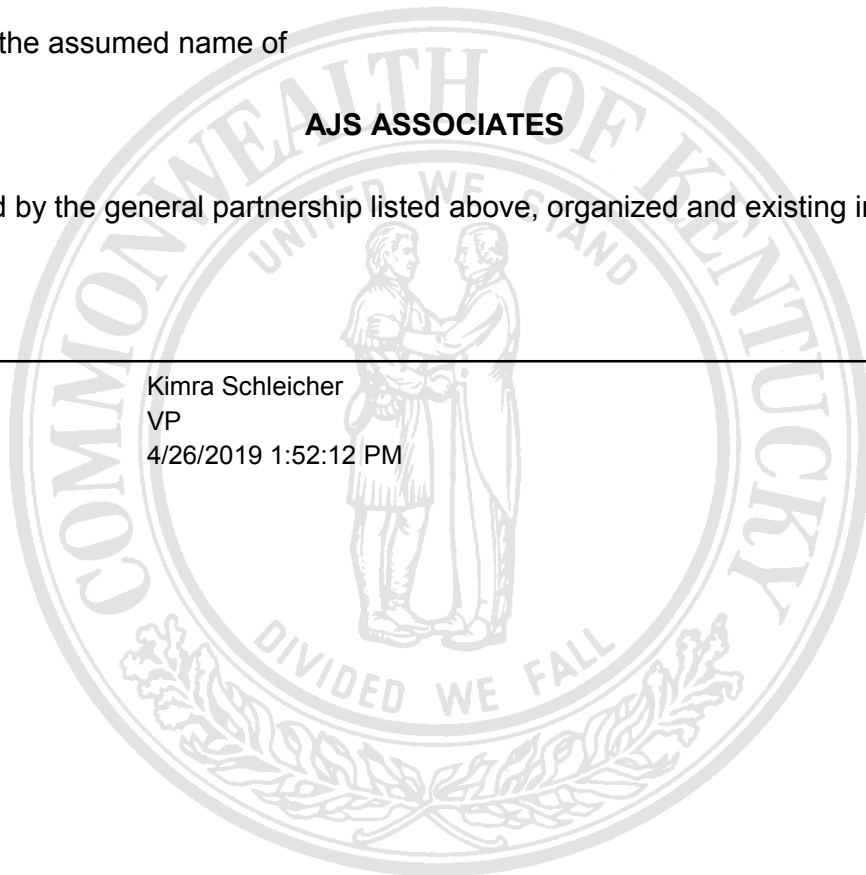 the assumed name of
AJS ASSOCIATES
by the general partnership listed above, organized and existing
Kimra Schleicher
VP
4/26/2019 1:52:12 PM
COMMONWEALTH OF KENTUCKY
UNITED WE STAND
DIVIDED WE FALL